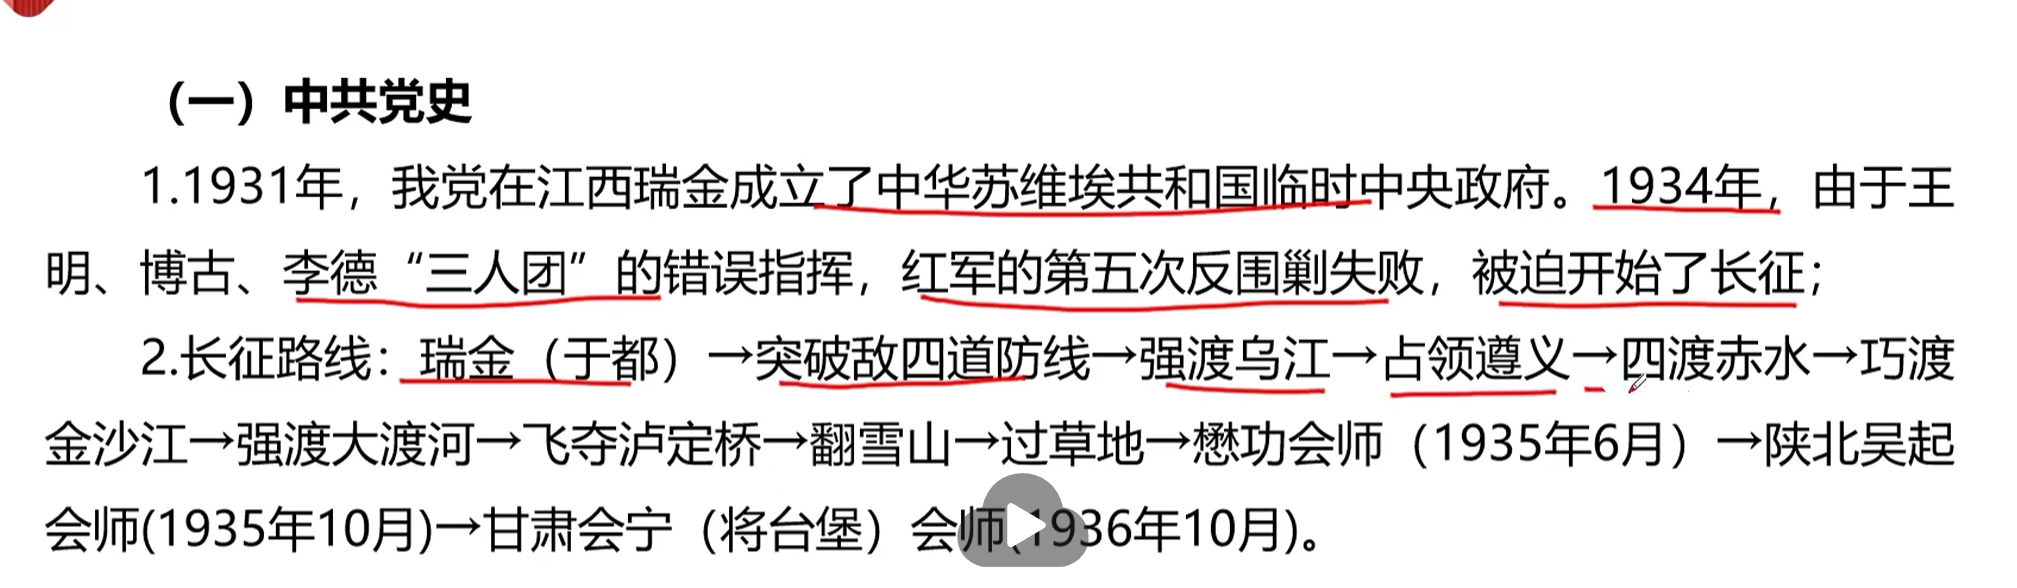 （一）中共党史
1.1931年，我党在江西瑞金成立了中华苏维埃共和国临时中央政府。1934年，由于王
明、博古、李德“三人团”的错误指挥，红军的第五次反围剿失败，被迫开始了长征；
2.长征路线：瑞金（于都）→突破敌四道防线→强渡乌江→占领遵义→四渡赤水→巧渡
金沙江→强渡大渡河→飞夺泸定桥→翻雪山→过草地→懋功会师（1935年6月）→陕北吴起
会师(1935年10月)→甘肃会宁（将台堡）会师(1936年10月)。